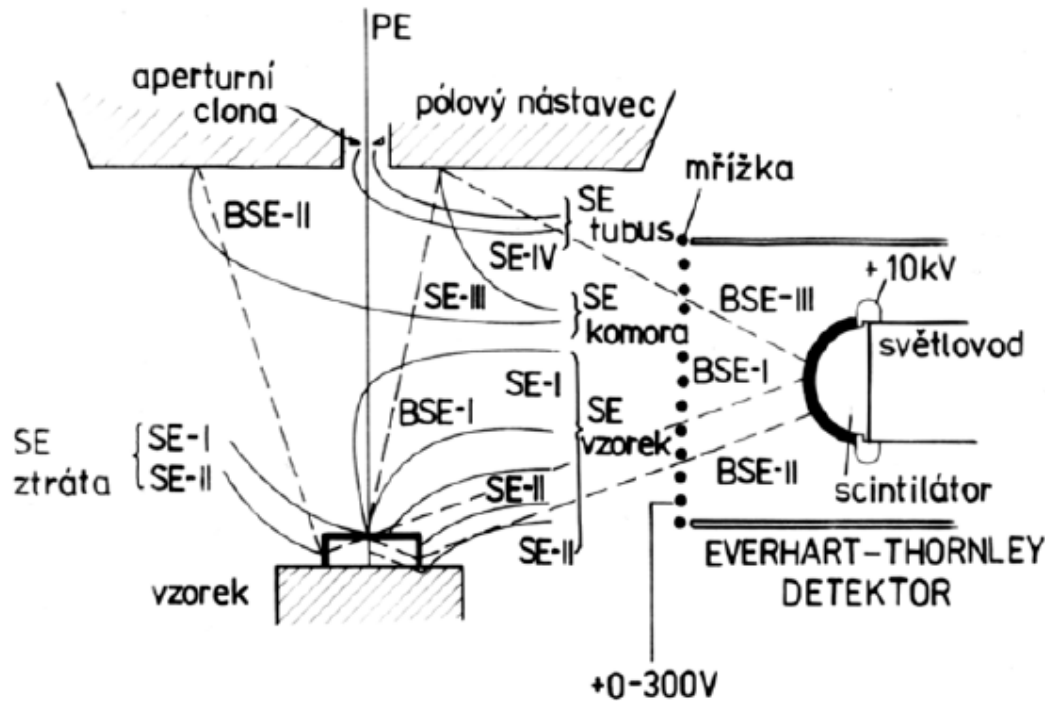 PE
aperturní
clona
pólový nástavec
mřížka
BSE-II
SE
tubus
SE-IV
+10kV
SE-III
BSE-III
SE
komora
světlovod
SE-I
BSE-I
BSE-I
SE
vzorek
SE
ztráta
SE-I
SE-II
SE-II
BSE-II
scintilátor
SE-II
vzorek
EVERHART-THORNLEY
DETEKTOR
+0-300V